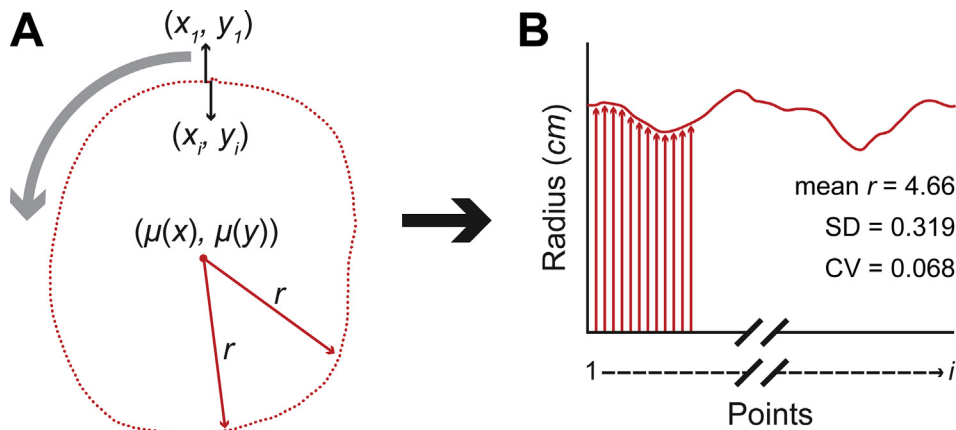 A
(x1, y1)
(xi, yi)
(μ(x), μ(y))
r
r
B
Radius (cm)
mean r = 4.66
SD = 0.319
CV = 0.068
1
i
Points